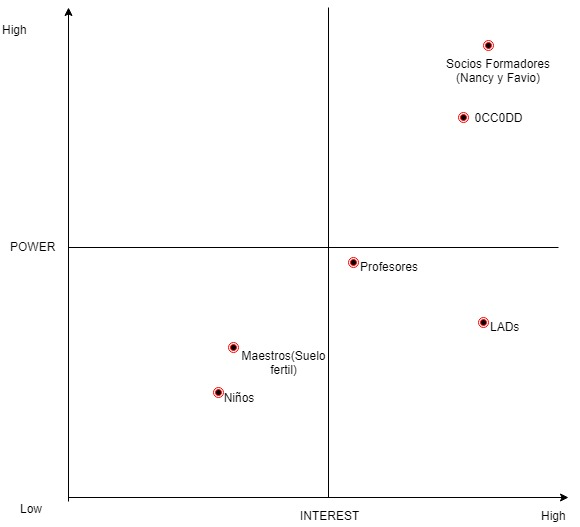 High
Socios Formadores
(Nancy y Favio)
0CC0DD
POWER
Profesores
LADs
Maestros(Suelo
fertil)
Niños
Low
INTEREST
High